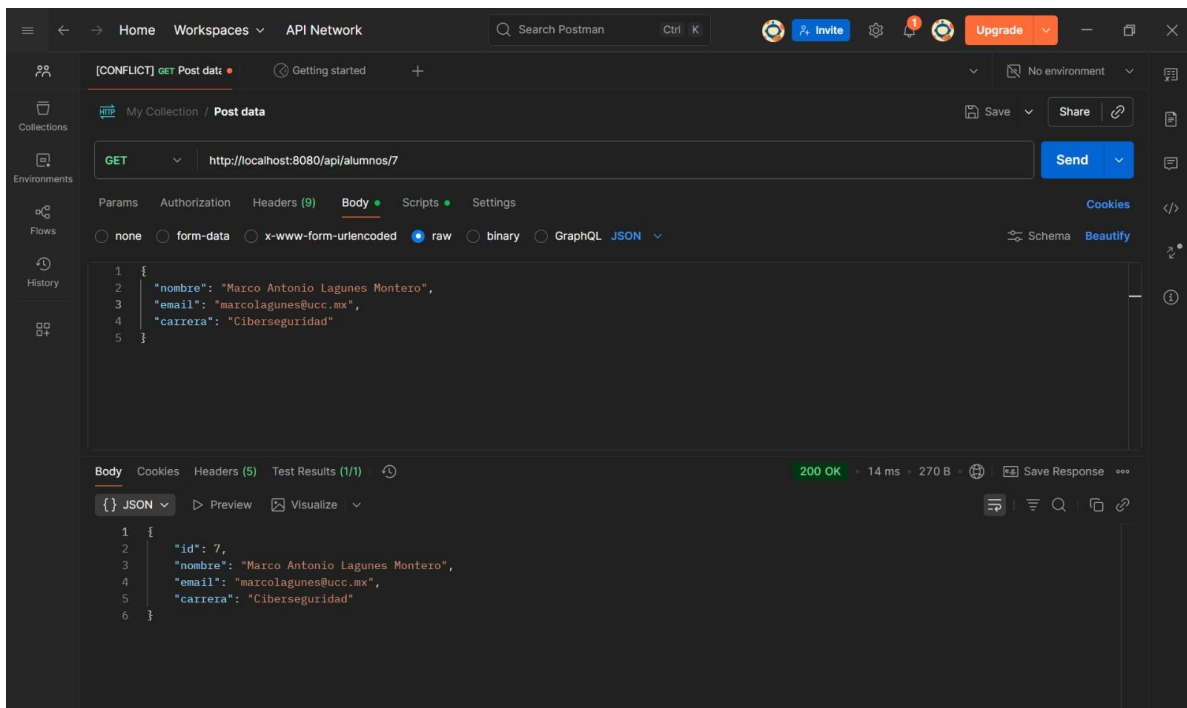 Home Workspaces API Network Search Postman Ctrl K Invite 1 Upgrade
[CONFLICT] GET Post data Getting started + No environment
HTTP My Collection / Post data Save Share
Collections
Environments
Flows
History
GET http://localhost:8080/api/alumnos/7 Send
Params Authorization Headers (9) Body Scripts Settings Cookies
none form-data x-www-form-urlencoded raw binary GraphQL JSON Schema Beautify
1 {
2 "nombre": "Marco Antonio Lagunes Montero",
3 "email": "marcolagunes@ucc.mx",
4 "carrera": "Ciberseguridad"
5 }
Body Cookies Headers (5) Test Results (1/1) 200 OK 14 ms 270 B e.g. Save Response
{} JSON Preview Visualize
1 {
2 "id": 7,
3 "nombre": "Marco Antonio Lagunes Montero",
4 "email": "marcolagunes@ucc.mx",
5 "carrera": "Ciberseguridad"
6 }